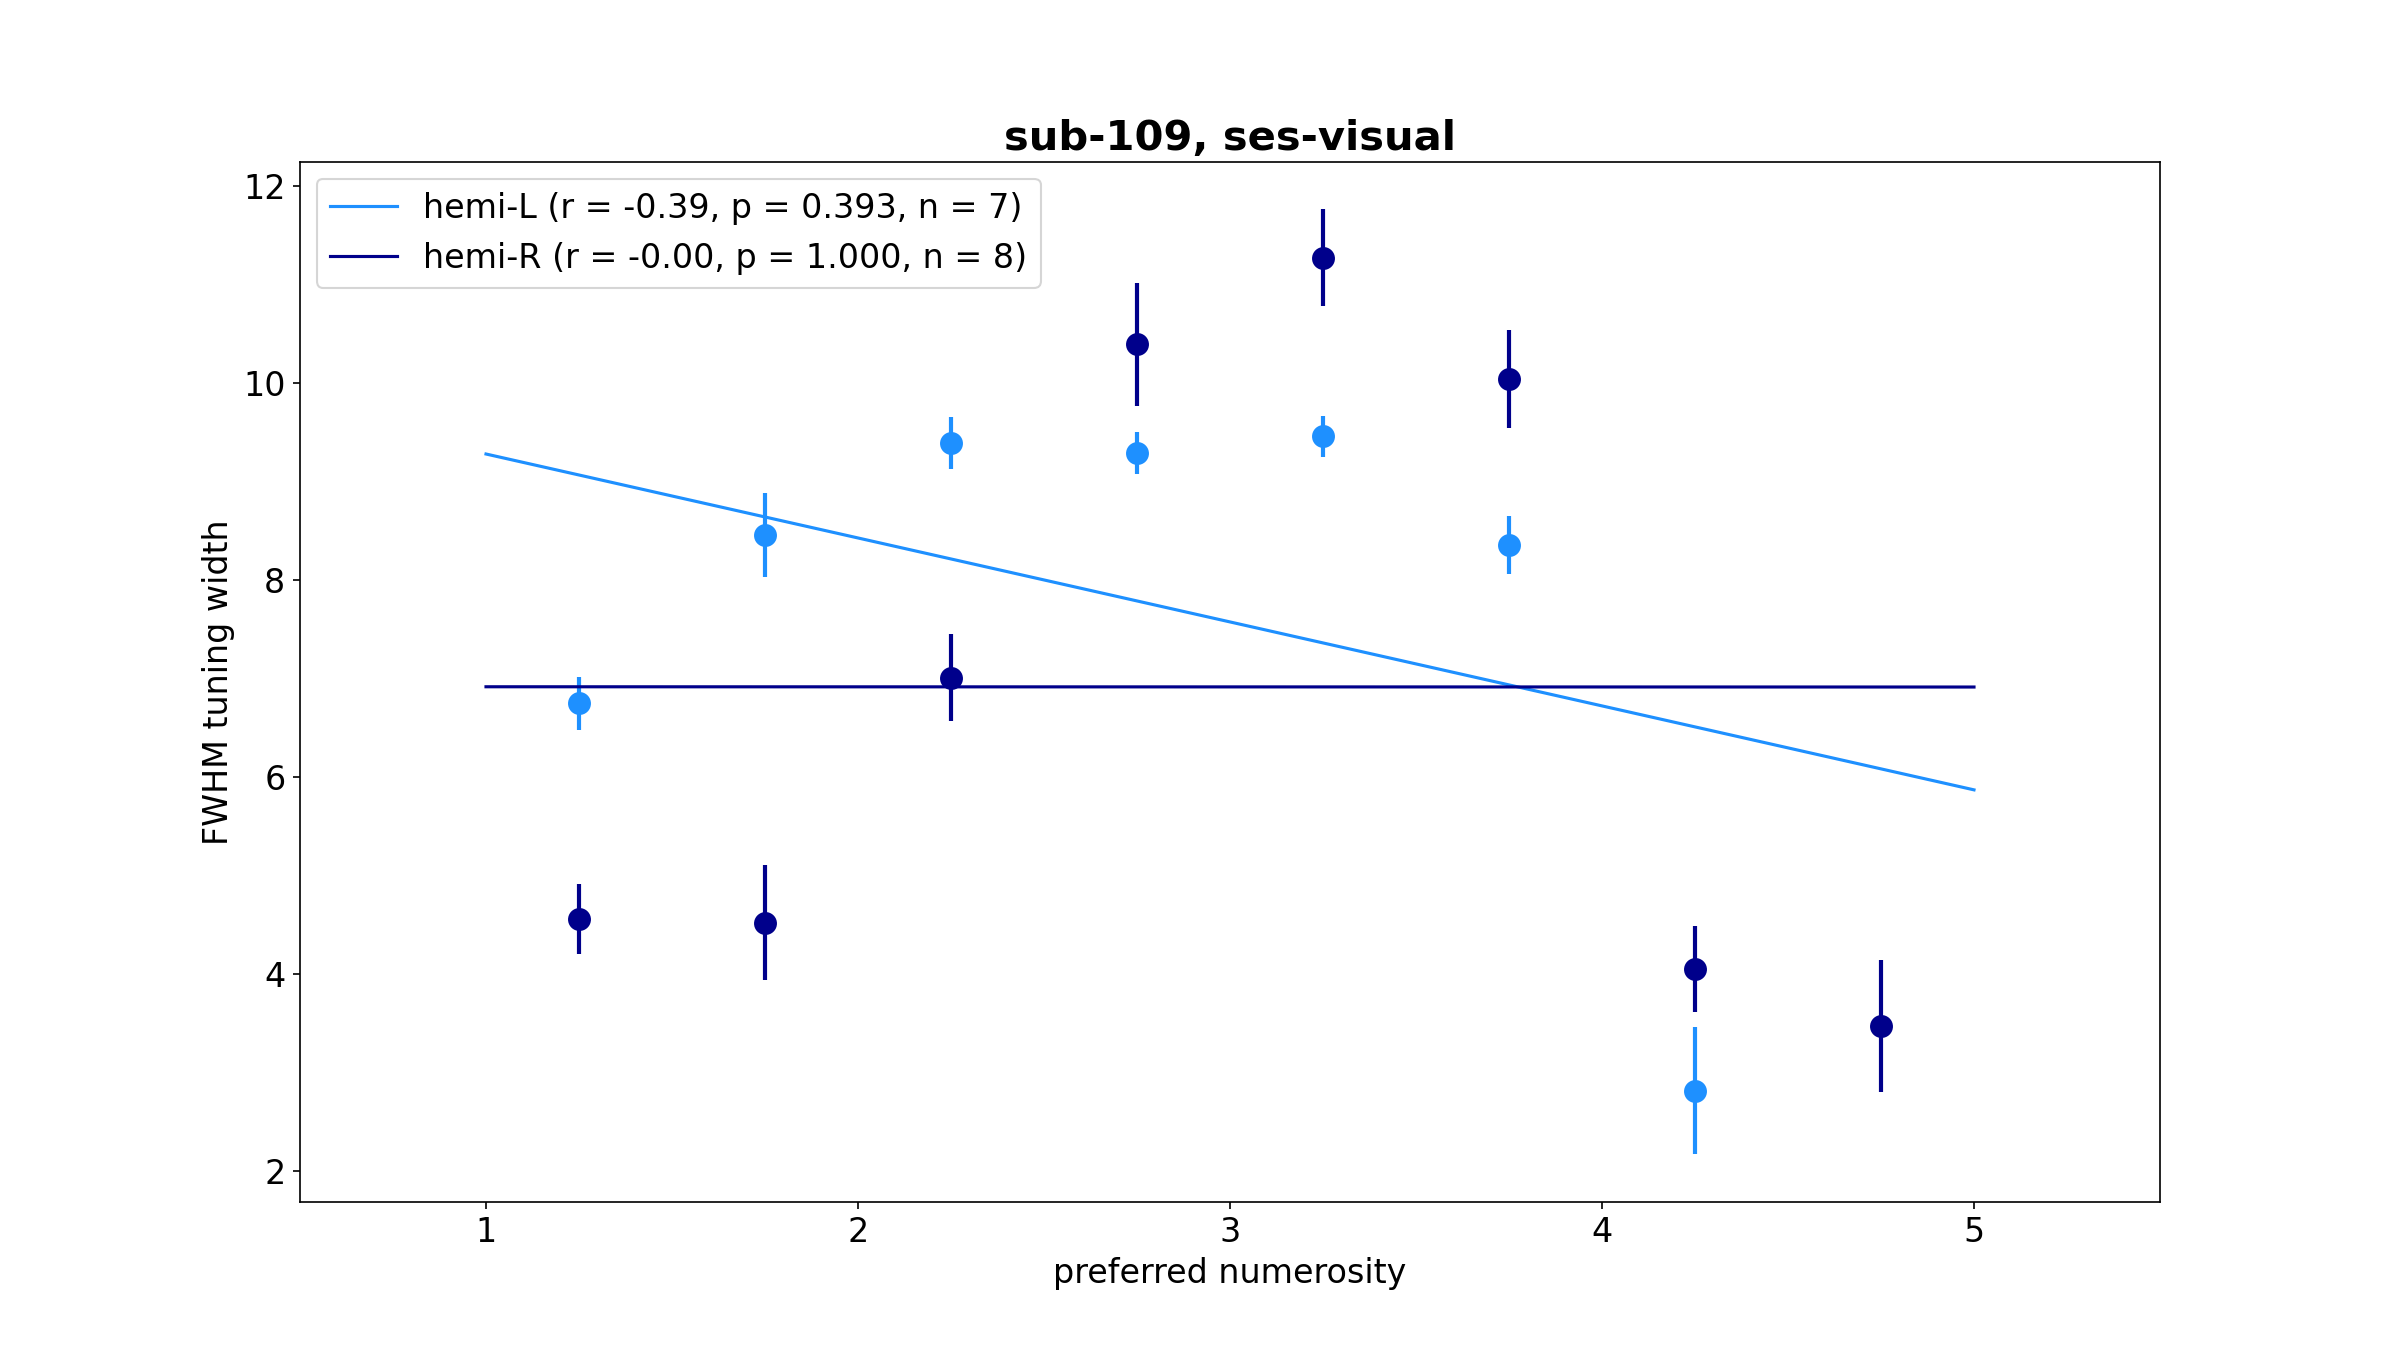 sub-109, ses-visual
hemi-L (r = -0.39, p = 0.393, n = 7)
hemi-R (r = -0.00, p = 1.000, n = 8)
FWHM tuning width
12
10
8
6
4
2
1 2 3 4 5
preferred numerosity